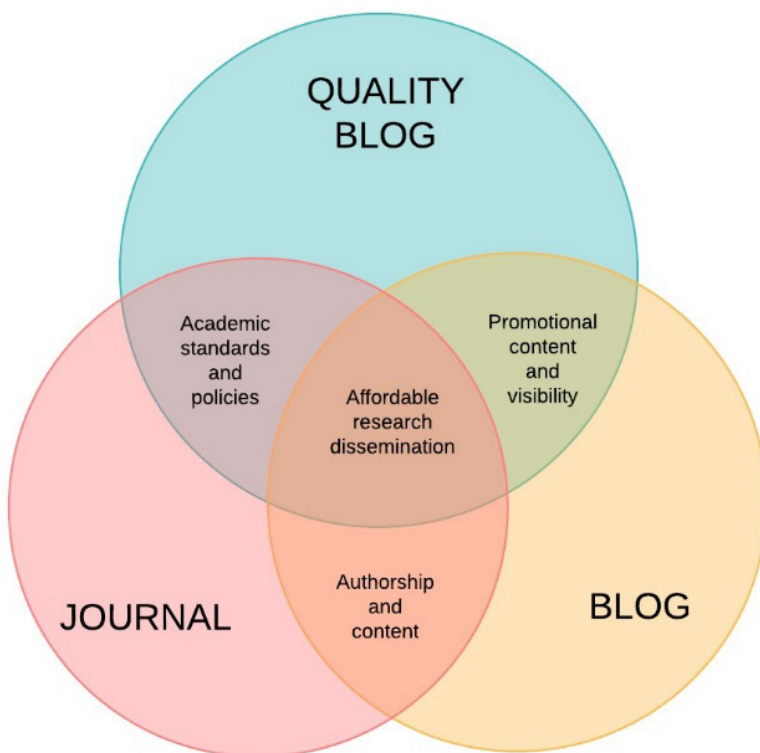 QUALITY
BLOG
Academic
standards
and
policies
Promotional
content
and
visibility
Affordable
research
dissemination
Authorship
and
content
JOURNAL
BLOG